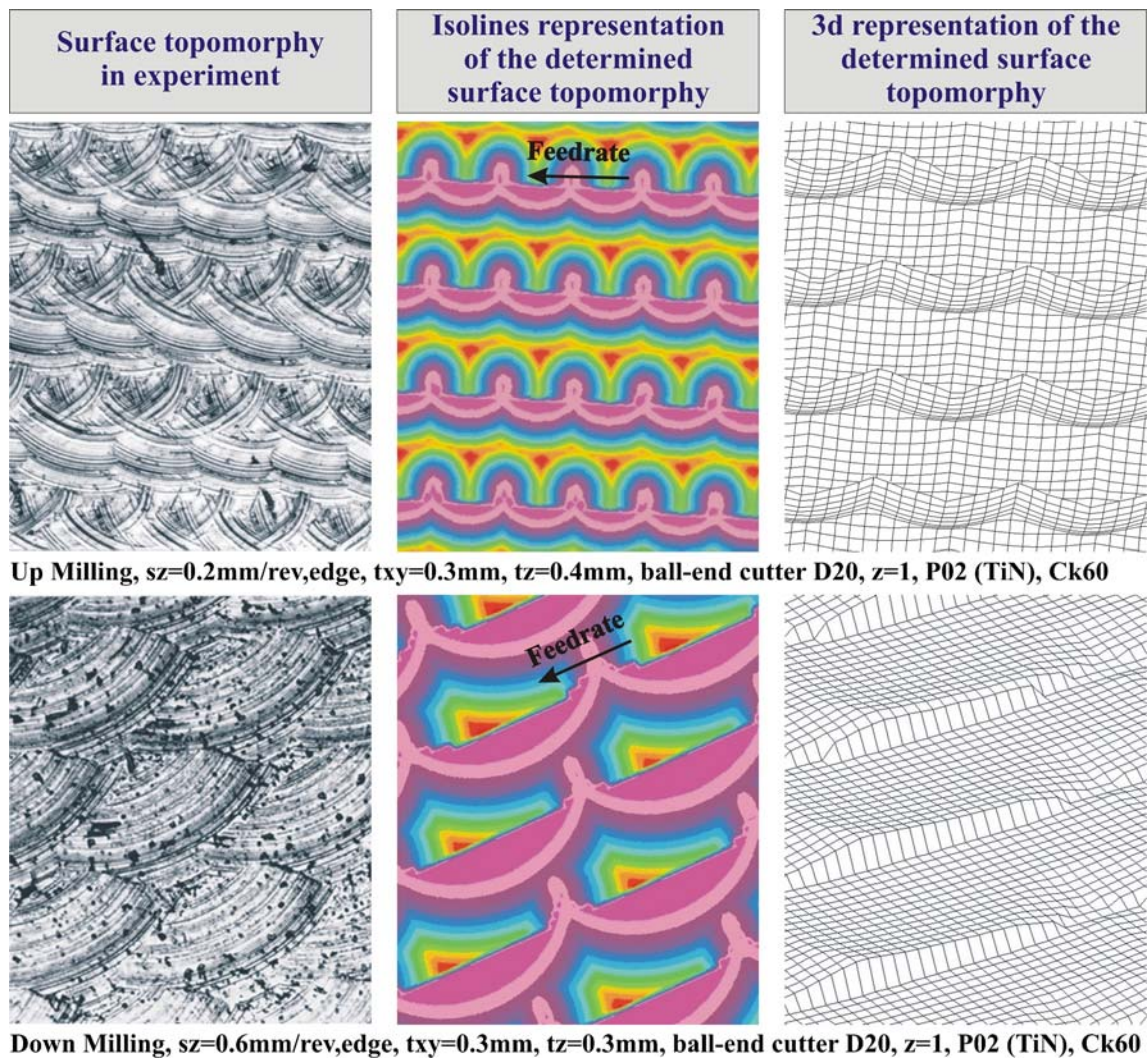 Surface topomorphy
in experiment
Isolines representation
of the determined
surface topomorphy
3d representation of the
determined surface
topomorphy
Feedrate
Up Milling, sz=0.2mm/rev,edge, txy=0.3mm, tz=0.4mm, ball-end cutter D20, z=1, P02 (TiN), Ck60
Feedrate
Down Milling, sz=0.6mm/rev,edge, txy=0.3mm, tz=0.3mm, ball-end cutter D20, z=1, P02 (TiN), Ck60